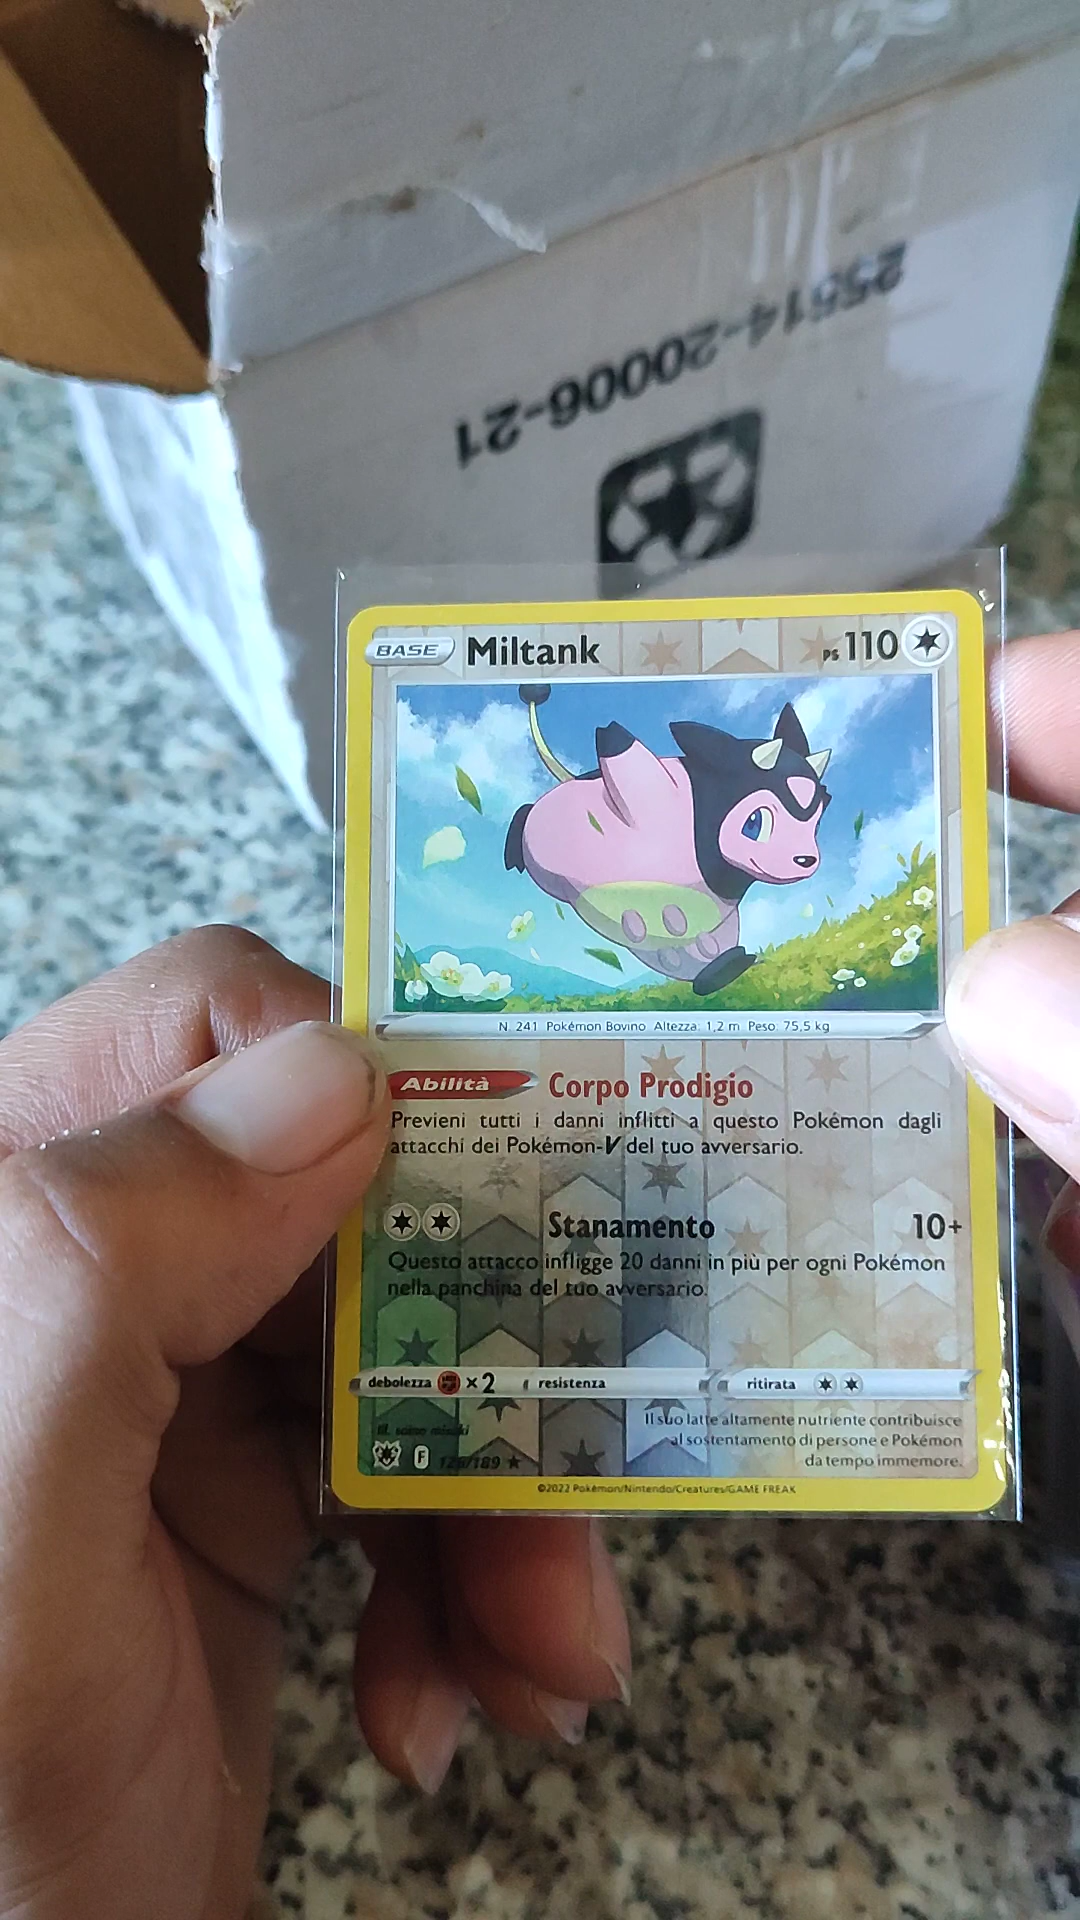 25514-20006-21
BASE Miltank PS 110
N. 241 Pokémon Bovino Altezza: 1,2 m Peso: 75,5 kg
Abilità Corpo Prodigio
Previeni tutti i danni inflitti a questo Pokémon dagli
attacchi dei Pokémon-V del tuo avversario.
Stanamento 10+
Questo attacco infligge 20 danni in più per ogni Pokémon
nella panchina del tuo avversario.
debolezza ×2 resistenza ritirata
Ill. saino misaki
Il suo latte altamente nutriente contribuisce
al sostentamento di persone e Pokémon
da tempo immemore.
F
©2022 Pokémon/Nintendo/Creatures/GAME FREAK